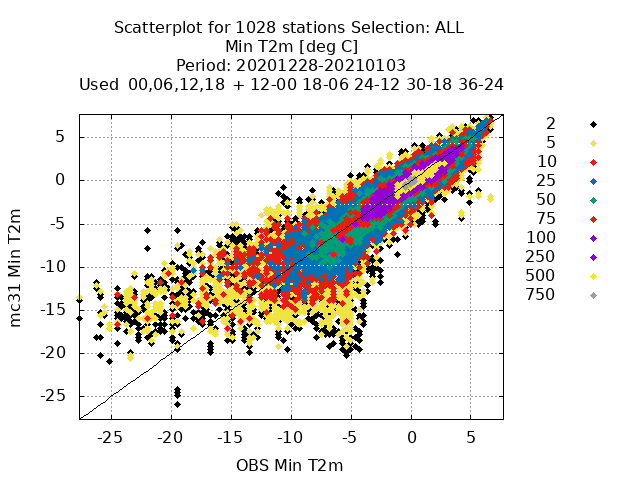 Scatterplot for 1028 stations Selection: ALL
Min T2m [deg C]
Period: 20201228-20210103
Used 00,06,12,18 + 12-00 18-06 24-12 30-18 36-24
mc31 Min T2m
5
0
-5
-10
-15
-20
-25
-25 -20 -15 -10 -5 0 5
OBS Min T2m
2
5
10
25
50
75
100
250
500
750